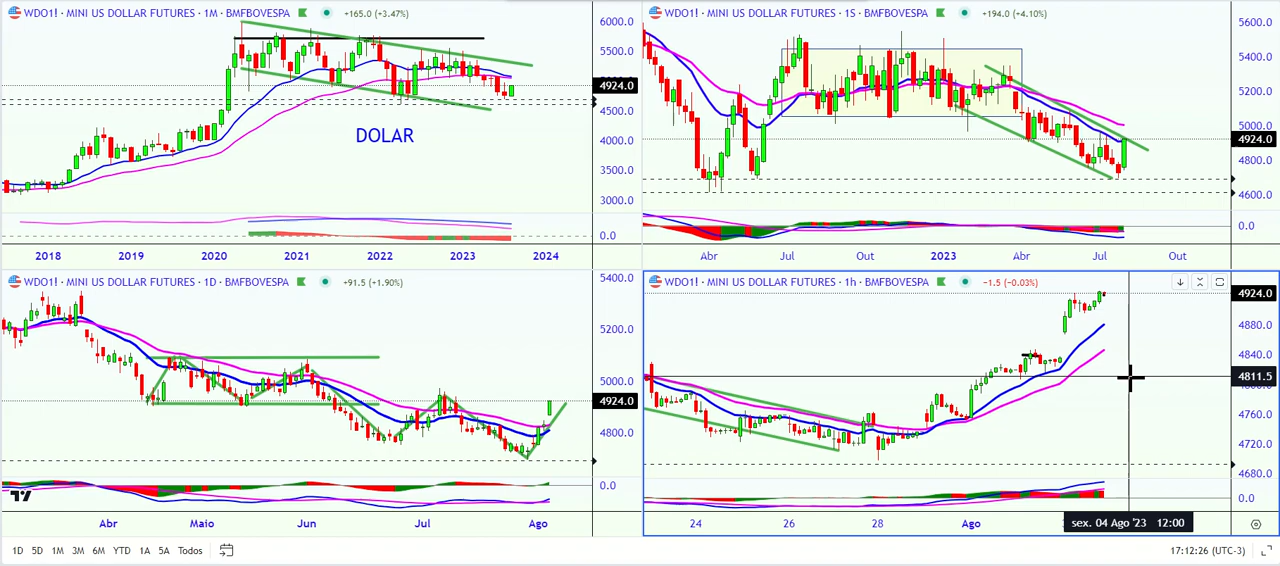 WDO1! · MINI US DOLLAR FUTURES · 1M · BMFBOVESPA +165.0 (+3.47%)
6000.0
5500.0
4924.0
4500.0
4000.0
3500.0
3000.0
0.0
DOLAR
2018 2019 2020 2021 2022 2023 2024
WDO1! · MINI US DOLLAR FUTURES · 1S · BMFBOVESPA +194.0 (+4.10%)
5600.0
5400.0
5200.0
5000.0
4924.0
4800.0
4600.0
0.0
Abr Jul Out 2023 Abr Jul Out
WDO1! · MINI US DOLLAR FUTURES · 1D · BMFBOVESPA +91.5 (+1.90%)
5400.0
5200.0
5000.0
4924.0
4800.0
0.0
Abr Maio Jun Jul Ago
WDO1! · MINI US DOLLAR FUTURES · 1h · BMFBOVESPA −1.5 (−0.03%)
4924.0
4880.0
4840.0
4811.5
4760.0
4720.0
4680.0
0.0
24 26 28 Ago
sex. 04 Ago '23 12:00
1D 5D 1M 3M 6M YTD 1A 5A Todos
17:12:26 (UTC-3)